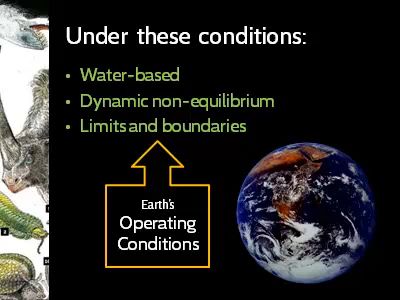 Under these conditions:
• Water-based
• Dynamic non-equilibrium
• Limits and boundaries
Earth's
Operating
Conditions